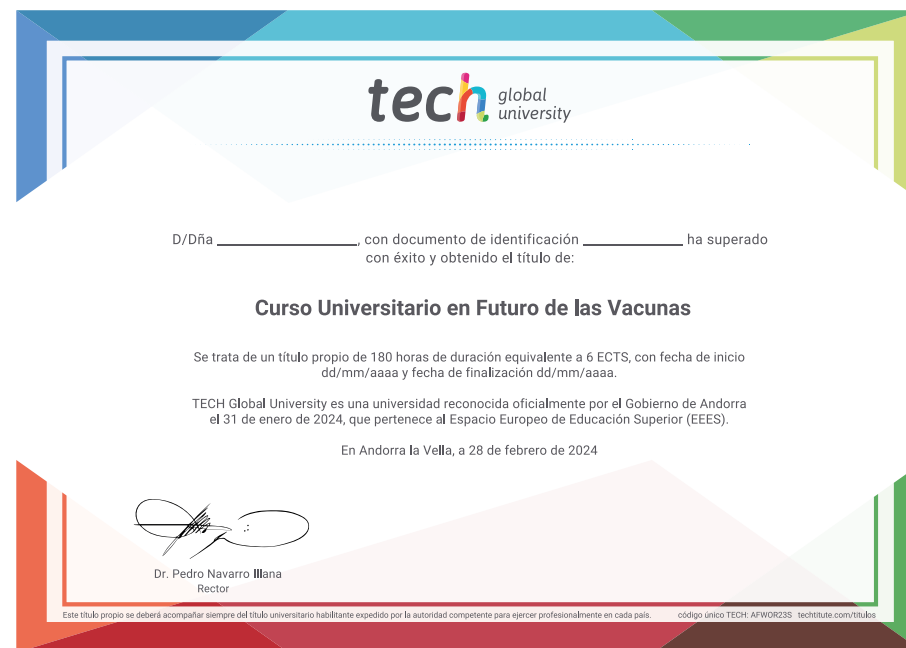 tech global university
D/Dña ____________________, con documento de identificación ______________ ha superado
con éxito y obtenido el título de:
Curso Universitario en Futuro de las Vacunas
Se trata de un título propio de 180 horas de duración equivalente a 6 ECTS, con fecha de inicio
dd/mm/aaaa y fecha de finalización dd/mm/aaaa.
TECH Global University es una universidad reconocida oficialmente por el Gobierno de Andorra
el 31 de enero de 2024, que pertenece al Espacio Europeo de Educación Superior (EEES).
En Andorra la Vella, a 28 de febrero de 2024
Dr. Pedro Navarro Illana
Rector
Este título propio se deberá acompañar siempre del título universitario habilitante expedido por la autoridad competente para ejercer profesionalmente en cada país. código único TECH: AFWOR23S techtitute.com/titulos